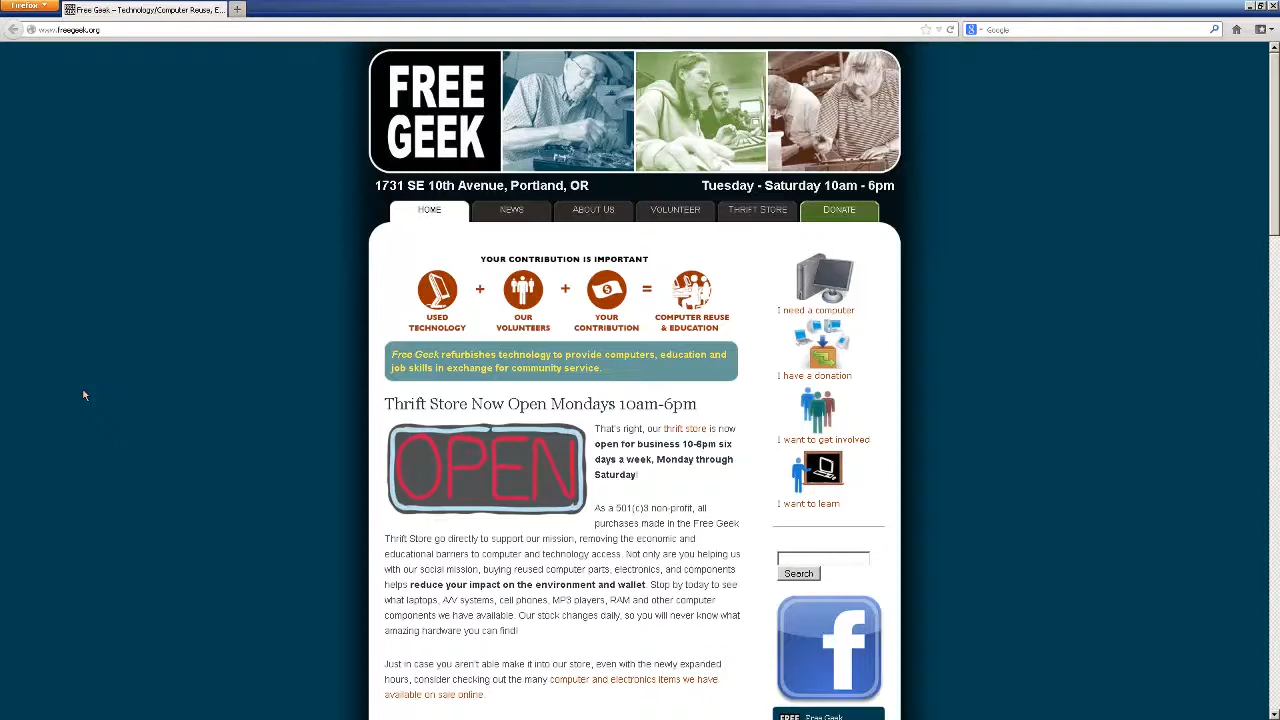 Firefox
Free Geek – Technology/Computer Reuse, E...
www.freegeek.org
Google
FREE
GEEK
1731 SE 10th Avenue, Portland, OR
Tuesday - Saturday 10am - 6pm
HOME
NEWS
ABOUT US
VOLUNTEER
THRIFT STORE
DONATE
YOUR CONTRIBUTION IS IMPORTANT
USED TECHNOLOGY
+
OUR VOLUNTEERS
+
YOUR CONTRIBUTION
=
COMPUTER REUSE & EDUCATION
Free Geek refurbishes technology to provide computers, education and
job skills in exchange for community service.
Thrift Store Now Open Mondays 10am-6pm
OPEN
That's right, our thrift store is now
open for business 10-6pm six
days a week, Monday through
Saturday!
As a 501(c)3 non-profit, all
purchases made in the Free Geek
Thrift Store go directly to support our mission, removing the economic and
educational barriers to computer and technology access. Not only are you helping us
with our social mission, buying reused computer parts, electronics, and components
helps reduce your impact on the environment and wallet. Stop by today to see
what laptops, A/V systems, cell phones, MP3 players, RAM and other computer
components we have available. Our stock changes daily, so you will never know what
amazing hardware you can find!
Just in case you aren't able make it into our store, even with the newly expanded
hours, consider checking out the many computer and electronics items we have
available on sale online.
I need a computer
I have a donation
I want to get involved
I want to learn
Search
f
FREE
Free Geek